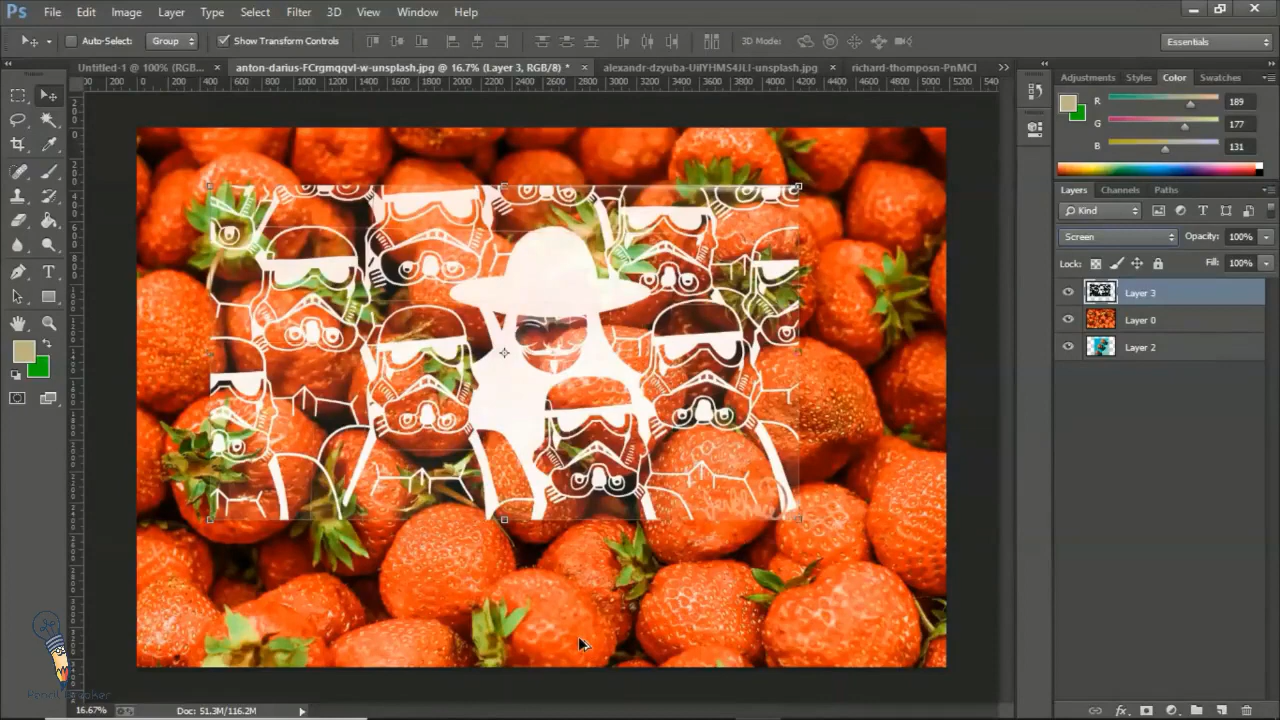 Ps File Edit Image Layer Type Select Filter 3D View Window Help
Auto-Select: Group Show Transform Controls 3D Mode: Essentials
Untitled-1 @ 100% (RGB... × anton-darius-FCrgmqqvl-w-unsplash.jpg @ 16.7% (Layer 3, RGB/8) * × alexandr-dzyuba-UilYHMS4JLI-unsplash.jpg × richard-thomposn-PnMCI
Adjustments Styles Color Swatches
R 189
G 177
B 131
Layers Channels Paths
Kind
Screen Opacity: 100%
Lock: Fill: 100%
Layer 3
Layer 0
Layer 2
16.67% Doc: 51.3M/116.2M